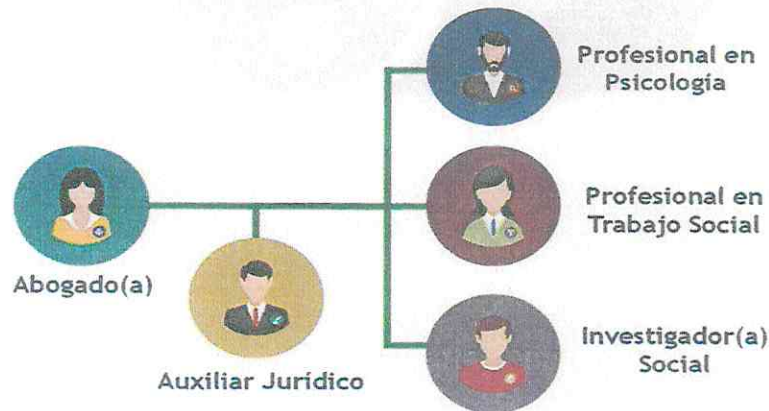 Profesional en
Psicología
Profesional en
Trabajo Social
Abogado(a)
Investigador(a)
Social
Auxiliar Jurídico